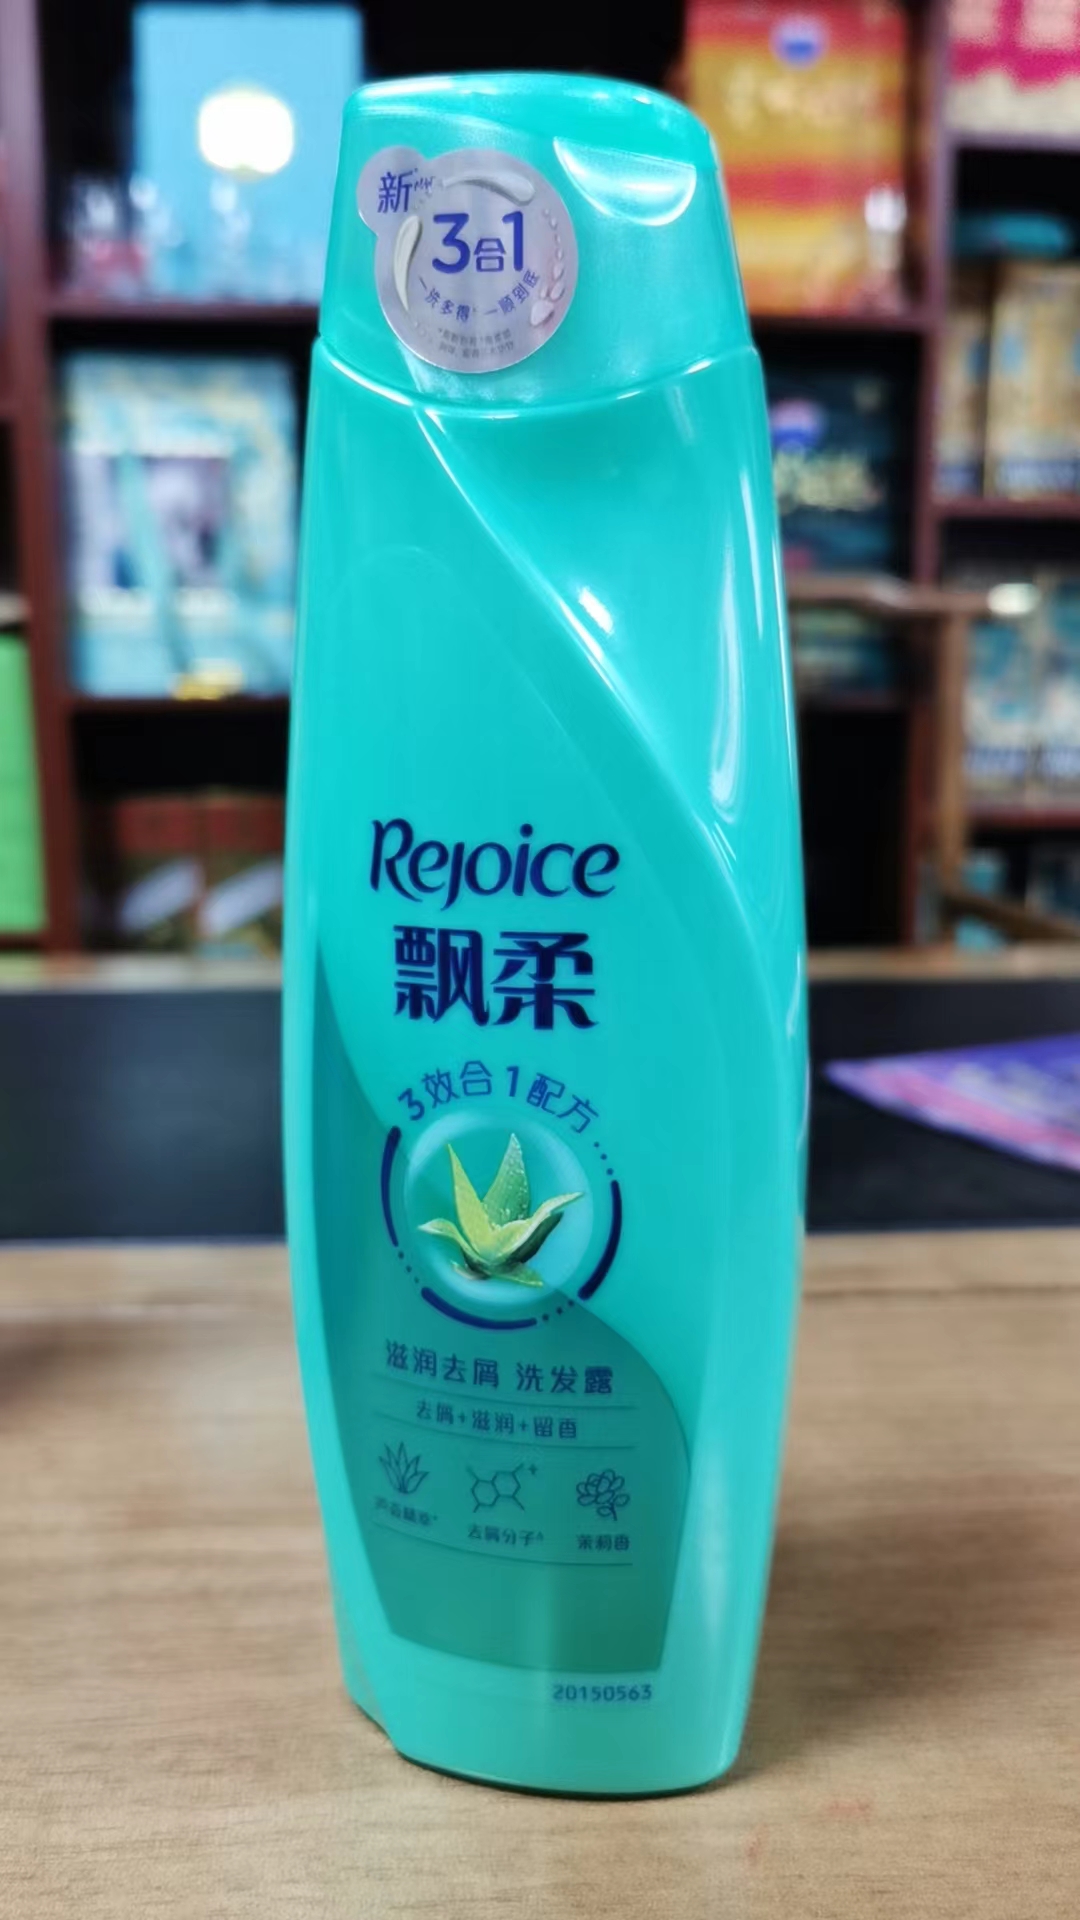 新
3合1
一洗多得 一顺到底
Rejoice
飘柔
3效合1配方
滋润去屑 洗发露
去屑+滋润+留香
芦荟精萃
去屑分子
茉莉香
20150563